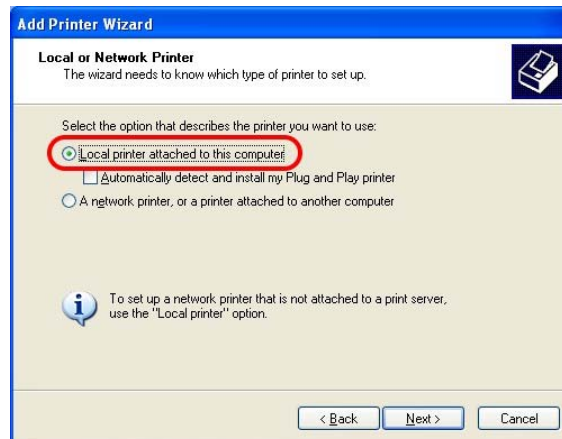 Add Printer Wizard
Local or Network Printer
The wizard needs to know which type of printer to set up.
Select the option that describes the printer you want to use:
Local printer attached to this computer
Automatically detect and install my Plug and Play printer
A network printer, or a printer attached to another computer
To set up a network printer that is not attached to a print server,
use the "Local printer" option.
< Back
Next >
Cancel